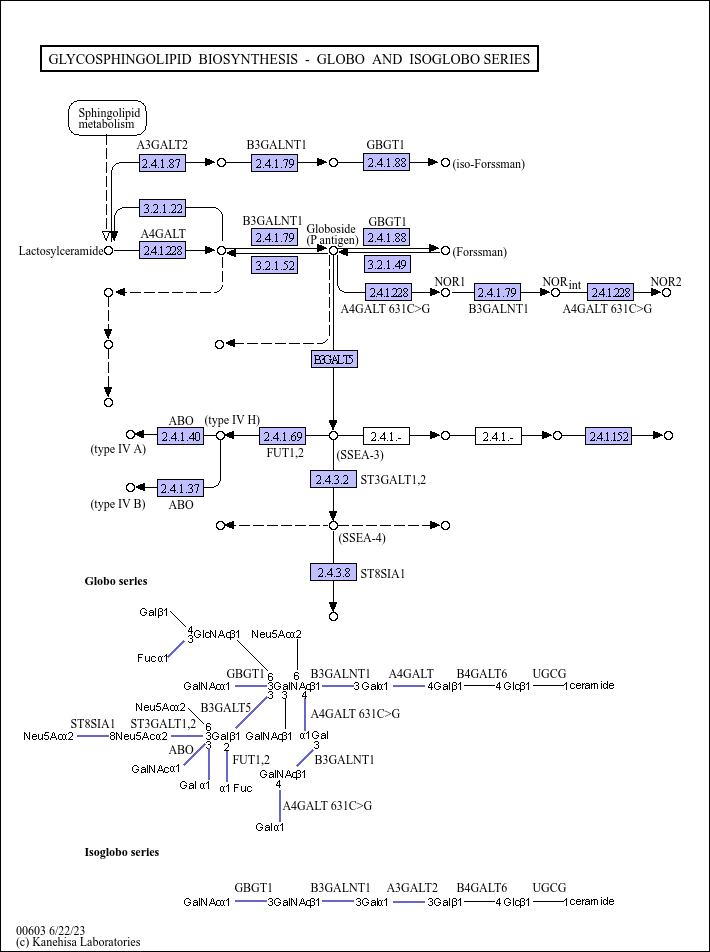 GLYCOSPHINGOLIPID BIOSYNTHESIS - GLOBO AND ISOGLOBO SERIES
Sphingolipid
metabolism
A3GALT2 B3GALNT1 GBGT1
2.4.1.87 2.4.1.79 2.4.1.88 (iso-Forssman)
3.2.1.22
A4GALT B3GALNT1 Globoside GBGT1
2.4.1.79 (P antigen) 2.4.1.88
Lactosylceramide 2.4.1.228 (Forssman)
3.2.1.52 3.2.1.49
NOR1 NORint NOR2
2.4.1.228 2.4.1.79 2.4.1.228
A4GALT 631C>G B3GALNT1 A4GALT 631C>G
B3GALT5
ABO (type IV H)
2.4.1.40 2.4.1.69 2.4.1.- 2.4.1.- 2.4.1.152
(type IV A) FUT1,2 (SSEA-3)
2.4.1.37 2.4.3.2 ST3GALT1,2
(type IV B) ABO
(SSEA-4)
2.4.3.8 ST8SIA1
Globo series
Galβ1
4
3
GlcNAcβ1 Neu5Acα2
Fucα1
GBGT1 6 6 B3GALNT1 A4GALT B4GALT6 UGCG
GalNAcα1 3GalNAcβ1 3Galα1 4Galβ1 4Glcβ1 1ceramide
3 3 4
Neu5Acα2 B3GALT5 A4GALT 631C>G
ST8SIA1 ST3GALT1,2 6
Neu5Acα2 8Neu5Acα2 3Galβ1 GalNAcβ1 α1Gal
3 2 3
ABO FUT1,2 B3GALNT1
GalNAcα1 GalNAcβ1
Galα1 α1Fuc 4
A4GALT 631C>G
Galα1
Isoglobo series
GBGT1 B3GALNT1 A3GALT2 B4GALT6 UGCG
GalNAcα1 3GalNAcβ1 3Galα1 3Galβ1 4Glcβ1 1ceramide
00603 6/22/23
(c) Kanehisa Laboratories